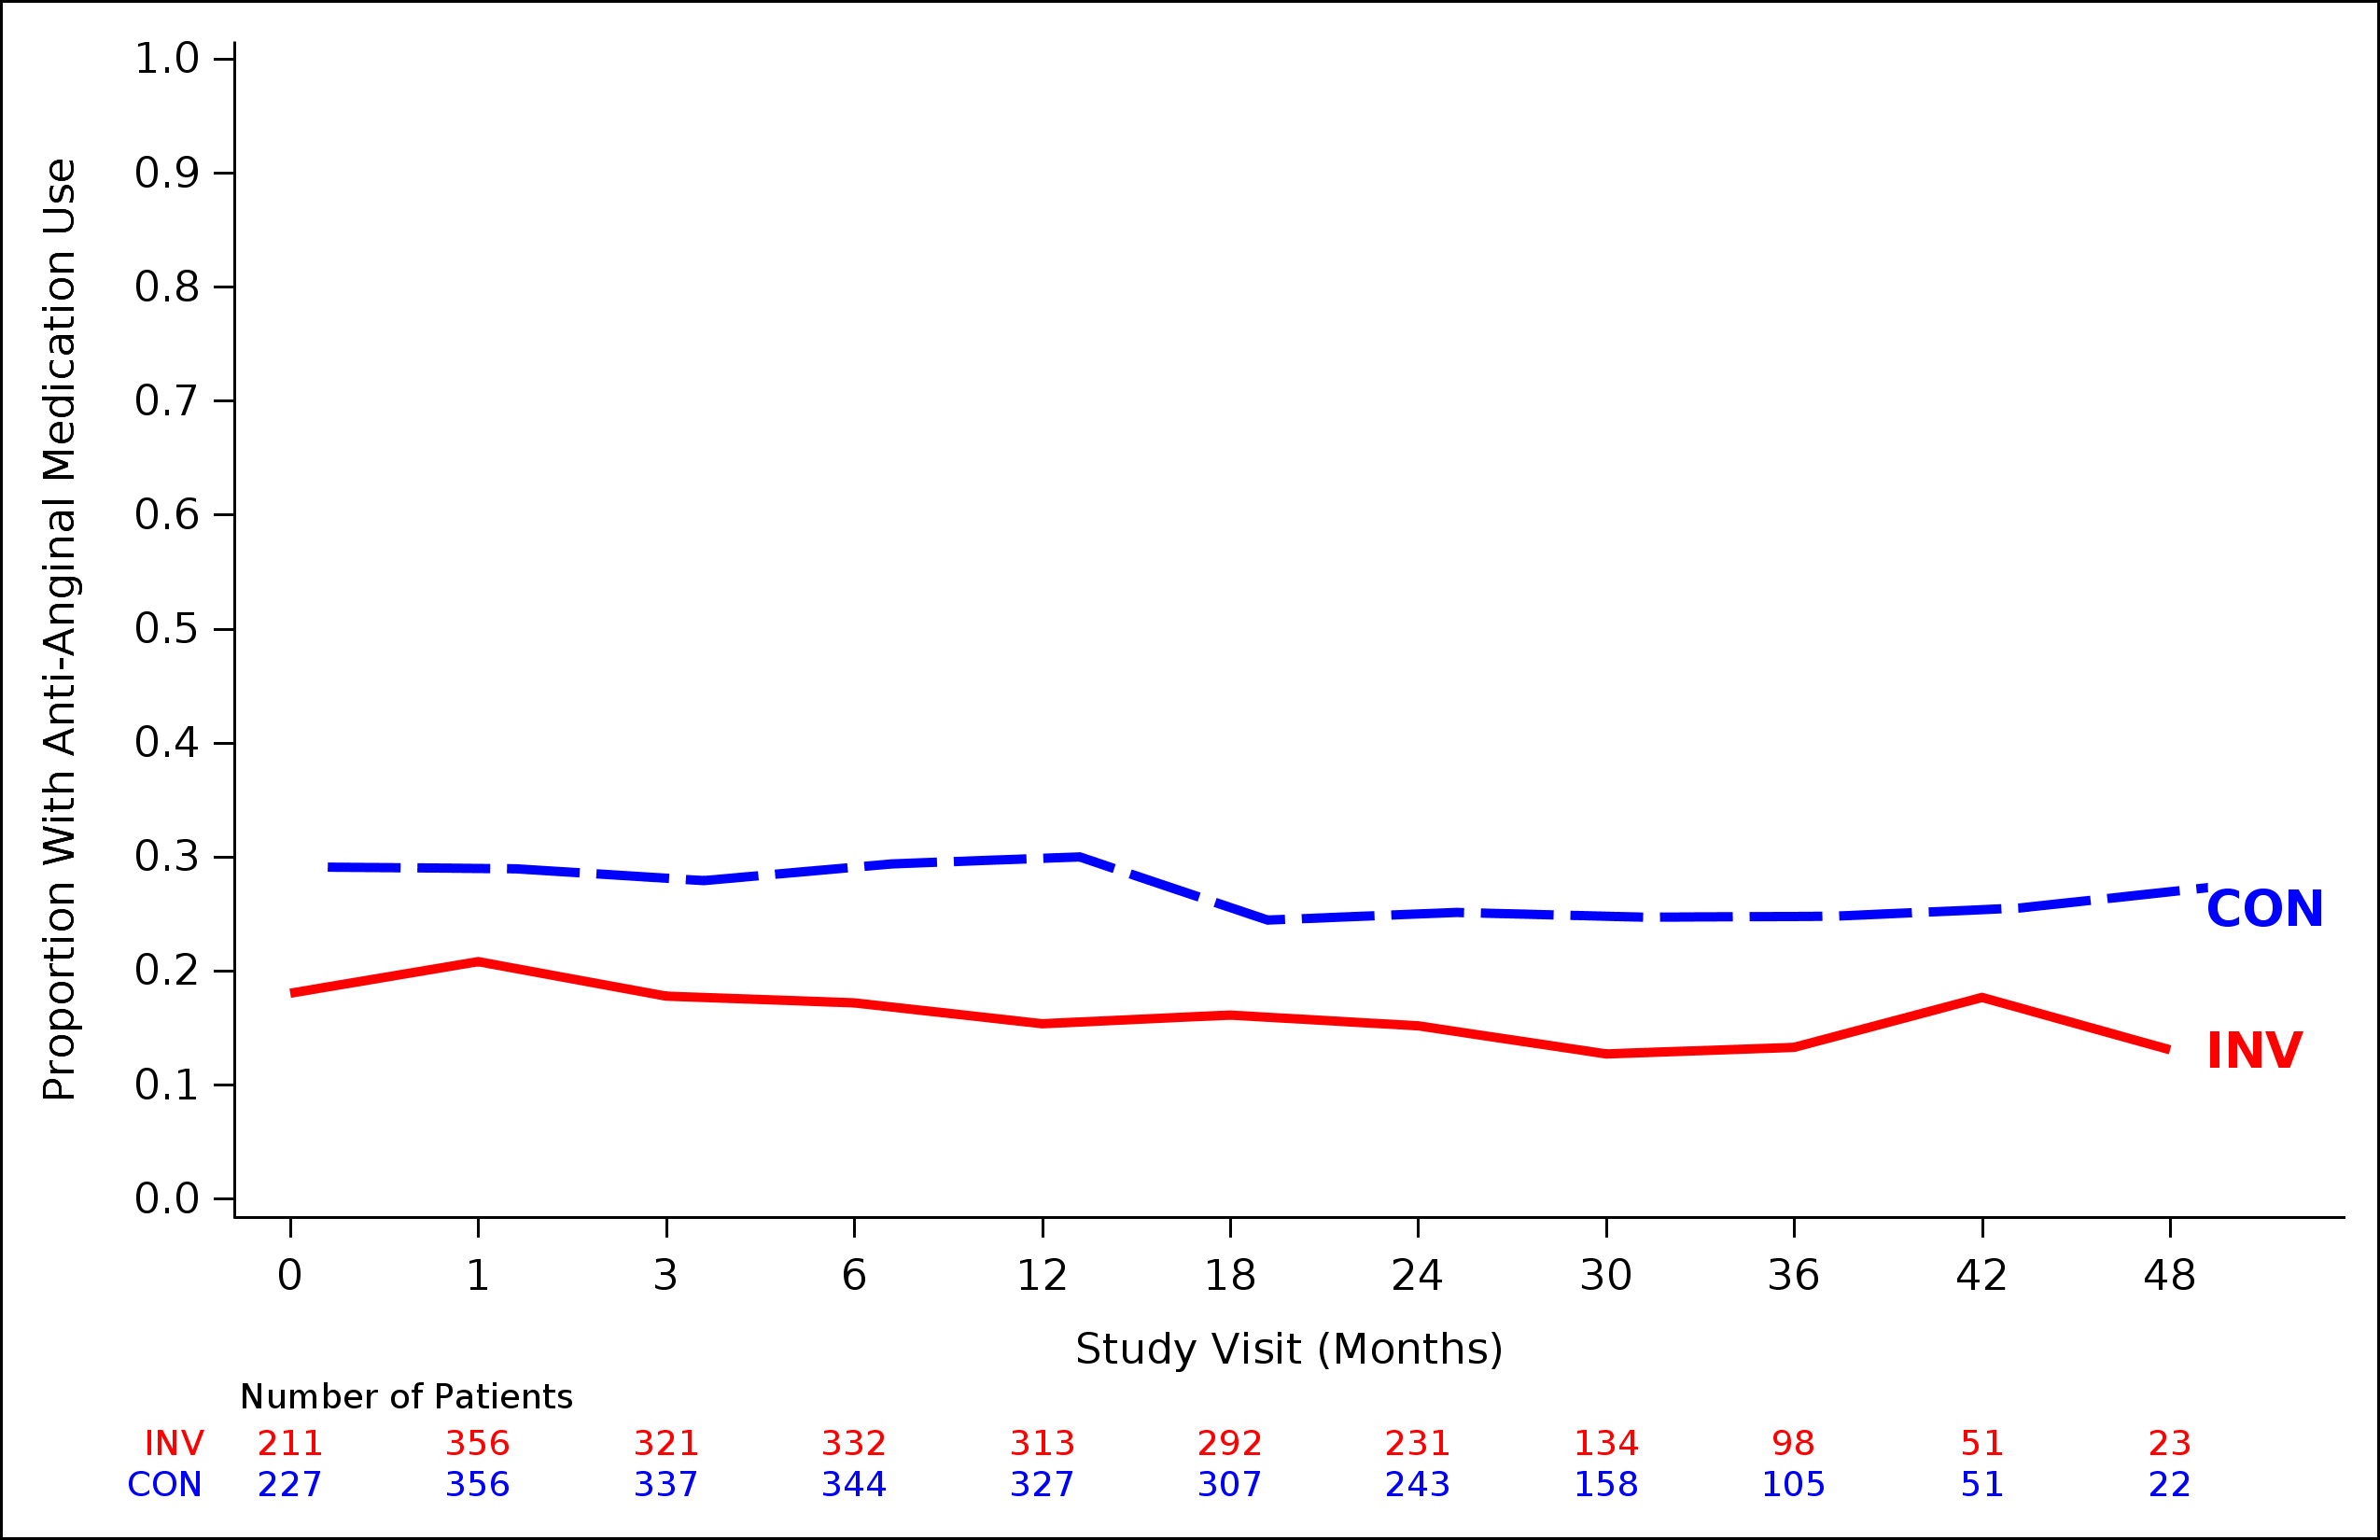 Proportion With Anti-Anginal Medication Use
1.0
0.9
0.8
0.7
0.6
0.5
0.4
0.3
0.2
0.1
0.0
CON
INV
0 1 3 6 12 18 24 30 36 42 48
Study Visit (Months)
Number of Patients
INV 211 356 321 332 313 292 231 134 98 51 23
CON 227 356 337 344 327 307 243 158 105 51 22